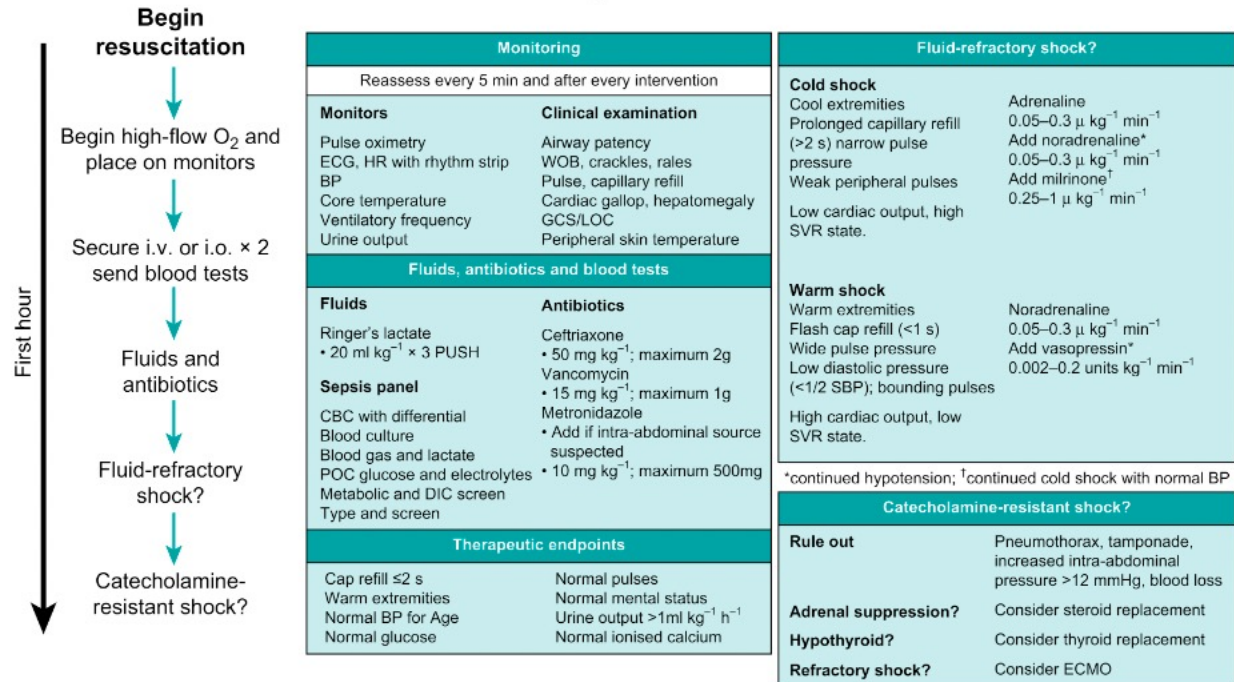 Begin
resuscitation
Begin high-flow O₂ and
place on monitors
Secure i.v. or i.o. × 2
send blood tests
Fluids and
antibiotics
Fluid-refractory
shock?
Catecholamine-
resistant shock?
First hour
Monitoring
Reassess every 5 min and after every intervention
Monitors
Pulse oximetry
ECG, HR with rhythm strip
BP
Core temperature
Ventilatory frequency
Urine output
Clinical examination
Airway patency
WOB, crackles, rales
Pulse, capillary refill
Cardiac gallop, hepatomegaly
GCS/LOC
Peripheral skin temperature
Fluids, antibiotics and blood tests
Fluids
Ringer's lactate
• 20 ml kg⁻¹ × 3 PUSH
Sepsis panel
CBC with differential
Blood culture
Blood gas and lactate
POC glucose and electrolytes
Metabolic and DIC screen
Type and screen
Antibiotics
Ceftriaxone
• 50 mg kg⁻¹; maximum 2g
Vancomycin
• 15 mg kg⁻¹; maximum 1g
Metronidazole
• Add if intra-abdominal source
suspected
• 10 mg kg⁻¹; maximum 500mg
Therapeutic endpoints
Cap refill ≤2 s
Warm extremities
Normal BP for Age
Normal glucose
Normal pulses
Normal mental status
Urine output >1ml kg⁻¹ h⁻¹
Normal ionised calcium
Fluid-refractory shock?
Cold shock
Cool extremities
Prolonged capillary refill
(>2 s) narrow pulse
pressure
Weak peripheral pulses
Low cardiac output, high
SVR state.
Adrenaline
0.05–0.3 μ kg⁻¹ min⁻¹
Add noradrenaline*
0.05–0.3 μ kg⁻¹ min⁻¹
Add milrinone†
0.25–1 μ kg⁻¹ min⁻¹
Warm shock
Warm extremities
Flash cap refill (<1 s)
Wide pulse pressure
Low diastolic pressure
(<1/2 SBP); bounding pulses
High cardiac output, low
SVR state.
Noradrenaline
0.05–0.3 μ kg⁻¹ min⁻¹
Add vasopressin*
0.002–0.2 units kg⁻¹ min⁻¹
*continued hypotension; †continued cold shock with normal BP
Catecholamine-resistant shock?
Rule out
Pneumothorax, tamponade,
increased intra-abdominal
pressure >12 mmHg, blood loss
Adrenal suppression?
Consider steroid replacement
Hypothyroid?
Consider thyroid replacement
Refractory shock?
Consider ECMO